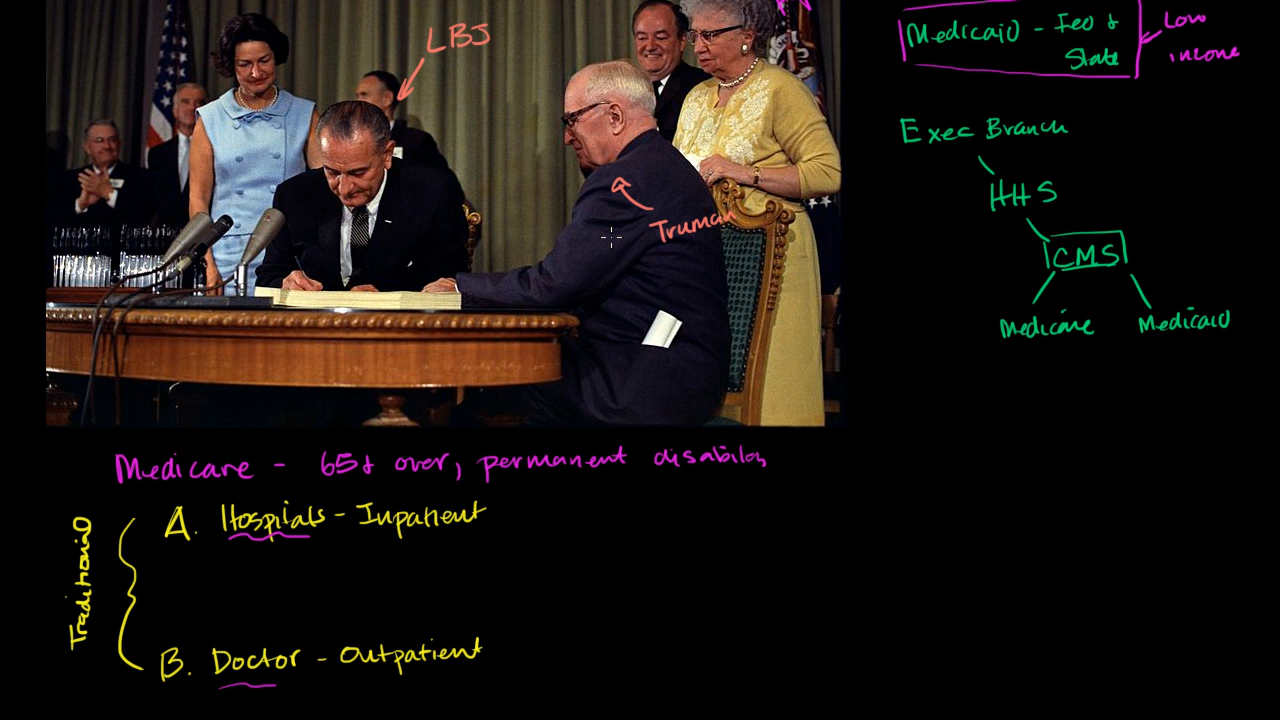 LBJ
Truman
Medicaid - Fed &
State
Low
income
Exec Branch
HHS
CMS
Medicare
Medicaid
Medicare - 65 & over, permanent disability
Traditional
A. Hospitals - Inpatient
B. Doctor - Outpatient